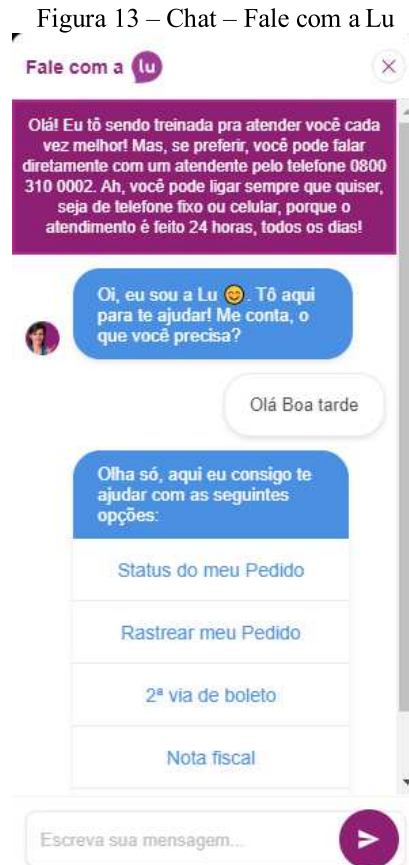 Figura 13 – Chat – Fale com a Lu
Fale com a lu
Olá! Eu tô sendo treinada pra atender você cada
vez melhor! Mas, se preferir, você pode falar
diretamente com um atendente pelo telefone 0800
310 0002. Ah, você pode ligar sempre que quiser,
seja de telefone fixo ou celular, porque o
atendimento é feito 24 horas, todos os dias!
Oi, eu sou a Lu 😊. Tô aqui
para te ajudar! Me conta, o
que você precisa?
Olá Boa tarde
Olha só, aqui eu consigo te
ajudar com as seguintes
opções:
Status do meu Pedido
Rastrear meu Pedido
2ª via de boleto
Nota fiscal
Escreva sua mensagem...